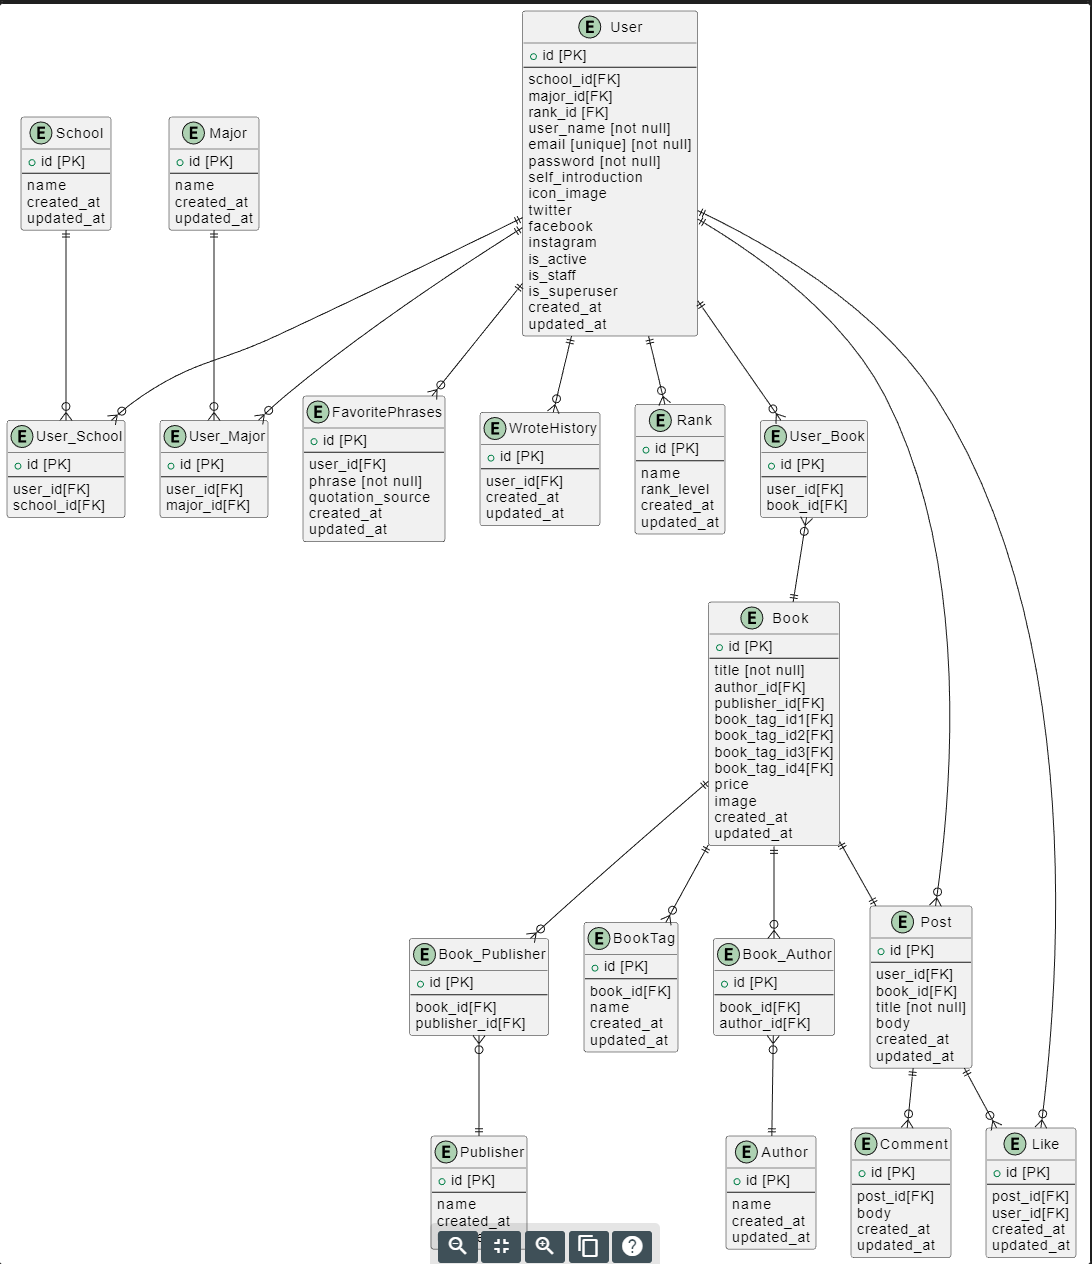 E User
id [PK]
school_id[FK]
major_id[FK]
rank_id [FK]
user_name [not null]
email [unique] [not null]
password [not null]
self_introduction
icon_image
twitter
facebook
instagram
is_active
is_staff
is_superuser
created_at
updated_at
E School
id [PK]
name
created_at
updated_at
E Major
id [PK]
name
created_at
updated_at
E User_School
id [PK]
user_id[FK]
school_id[FK]
E User_Major
id [PK]
user_id[FK]
major_id[FK]
E FavoritePhrases
id [PK]
user_id[FK]
phrase [not null]
quotation_source
created_at
updated_at
E WroteHistory
id [PK]
user_id[FK]
created_at
updated_at
E Rank
id [PK]
name
rank_level
created_at
updated_at
E User_Book
id [PK]
user_id[FK]
book_id[FK]
E Book
id [PK]
title [not null]
author_id[FK]
publisher_id[FK]
book_tag_id1[FK]
book_tag_id2[FK]
book_tag_id3[FK]
book_tag_id4[FK]
price
image
created_at
updated_at
E Book_Publisher
id [PK]
book_id[FK]
publisher_id[FK]
E BookTag
id [PK]
book_id[FK]
name
created_at
updated_at
E Book_Author
id [PK]
book_id[FK]
author_id[FK]
E Post
id [PK]
user_id[FK]
book_id[FK]
title [not null]
body
created_at
updated_at
E Publisher
id [PK]
name
created_at
E Author
id [PK]
name
created_at
updated_at
E Comment
id [PK]
post_id[FK]
body
created_at
updated_at
E Like
id [PK]
post_id[FK]
user_id[FK]
created_at
updated_at